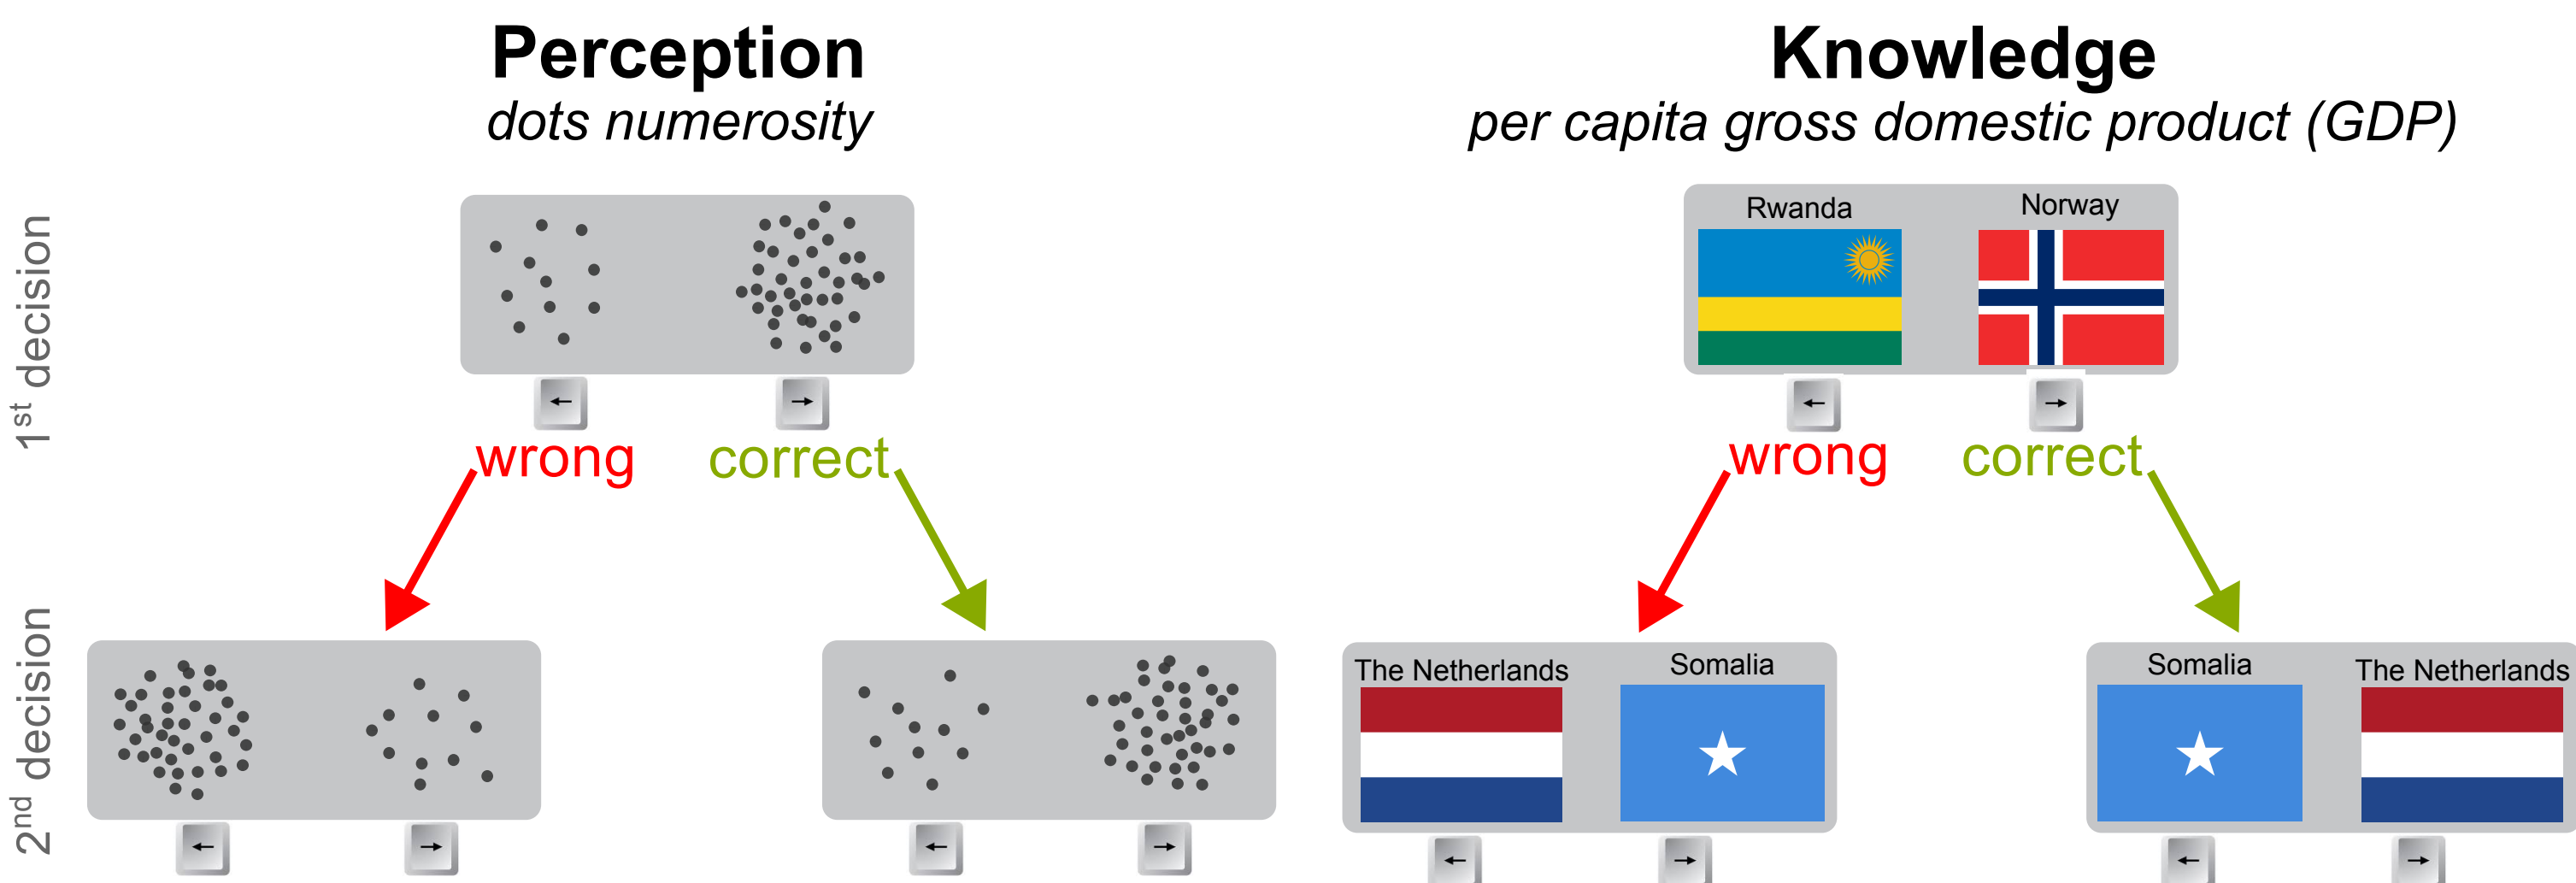 Perception
dots numerosity
Knowledge
per capita gross domestic product (GDP)
1st decision
Rwanda
Norway
←
→
←
→
wrong
correct
wrong
correct
2nd decision
The Netherlands
Somalia
Somalia
The Netherlands
←
→
←
→
←
→
←
→